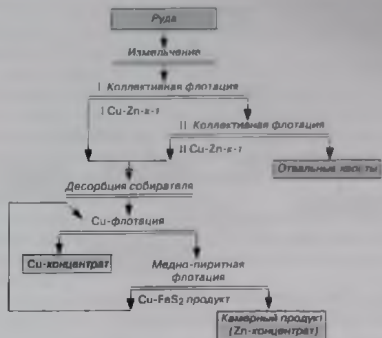 Руда
Измельчение
I Коллективная флотация
I Cu-Zn-к-т
II Коллективная флотация
II Cu-Zn-к-т
Отвальные хвосты
Десорбция собирателя
Cu-флотация
Cu-концентрат
Медно-пиритная
флотация
Cu-FeS₂ продукт
Камерный продукт
(Zn-концентрат)